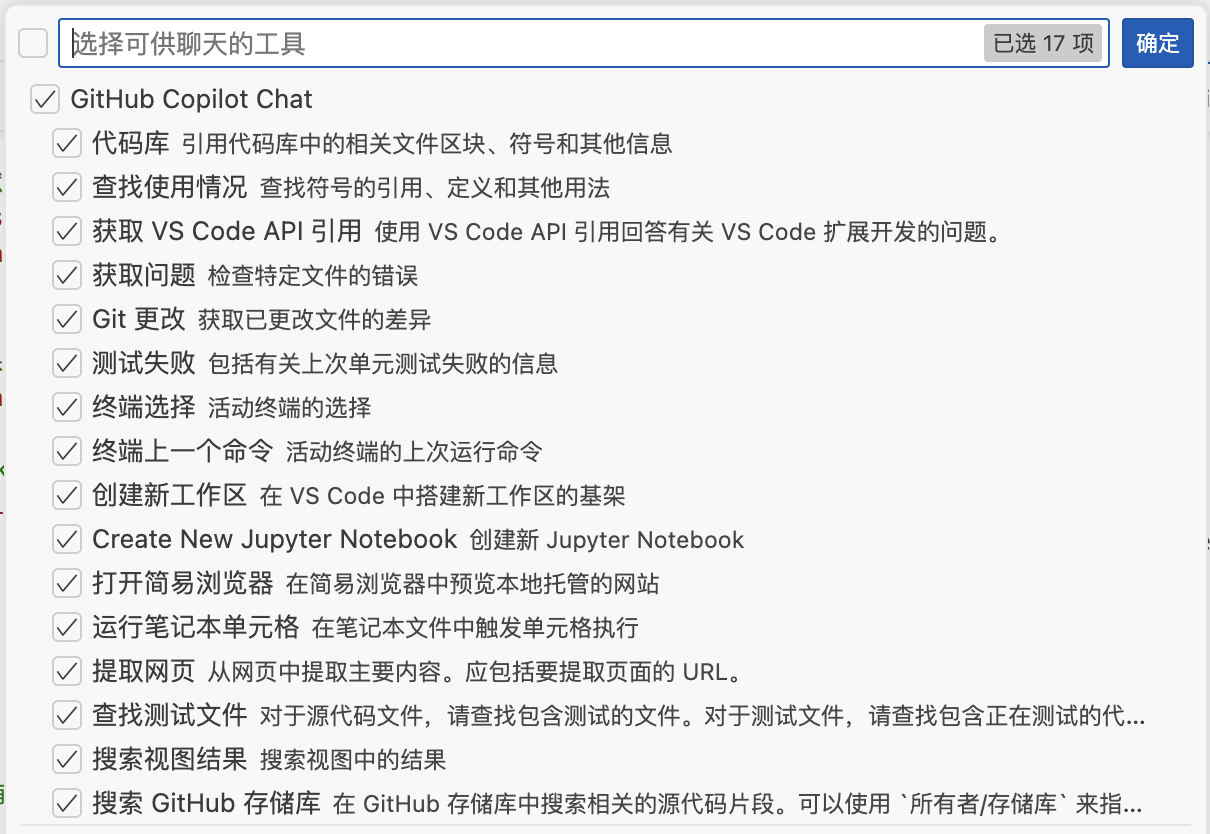 选择可供聊天的工具 已选 17 项 确定
GitHub Copilot Chat
代码库 引用代码库中的相关文件区块、符号和其他信息
查找使用情况 查找符号的引用、定义和其他用法
获取 VS Code API 引用 使用 VS Code API 引用回答有关 VS Code 扩展开发的问题。
获取问题 检查特定文件的错误
Git 更改 获取已更改文件的差异
测试失败 包括有关上次单元测试失败的信息
终端选择 活动终端的选择
终端上一个命令 活动终端的上次运行命令
创建新工作区 在 VS Code 中搭建新工作区的基架
Create New Jupyter Notebook 创建新 Jupyter Notebook
打开简易浏览器 在简易浏览器中预览本地托管的网站
运行笔记本单元格 在笔记本文件中触发单元格执行
提取网页 从网页中提取主要内容。应包括要提取页面的 URL。
查找测试文件 对于源代码文件，请查找包含测试的文件。对于测试文件，请查找包含正在测试的代...
搜索视图结果 搜索视图中的结果
搜索 GitHub 存储库 在 GitHub 存储库中搜索相关的源代码片段。可以使用 `所有者/存储库` 来指...